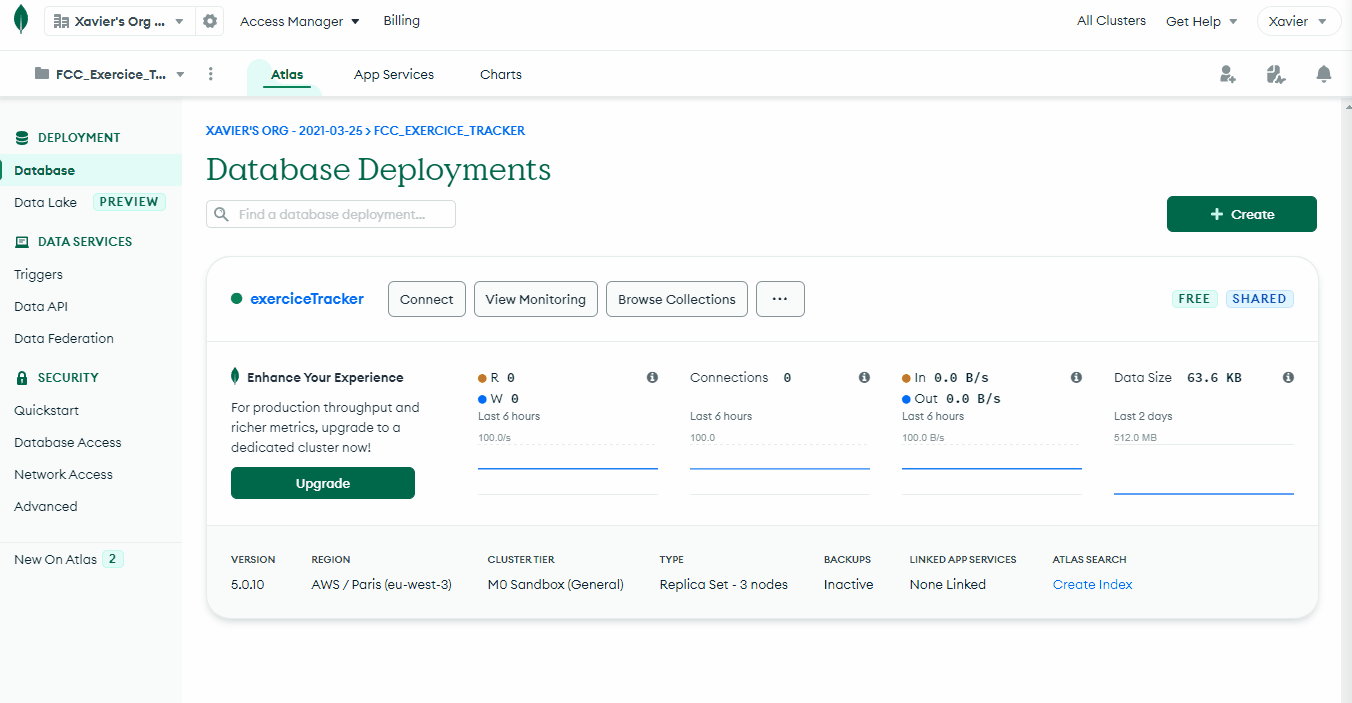 Xavier's Org ...
Access Manager
Billing
All Clusters
Get Help
Xavier
FCC_Exercice_T...
Atlas
App Services
Charts
DEPLOYMENT
Database
Data Lake PREVIEW
DATA SERVICES
Triggers
Data API
Data Federation
SECURITY
Quickstart
Database Access
Network Access
Advanced
New On Atlas 2
XAVIER'S ORG - 2021-03-25 > FCC_EXERCICE_TRACKER
Database Deployments
Find a database deployment...
+ Create
exerciceTracker
Connect
View Monitoring
Browse Collections
...
FREE
SHARED
Enhance Your Experience
For production throughput and
richer metrics, upgrade to a
dedicated cluster now!
Upgrade
R 0
W 0
Last 6 hours
100.0/s
Connections 0
Last 6 hours
100.0
In 0.0 B/s
Out 0.0 B/s
Last 6 hours
100.0 B/s
Data Size 63.6 KB
Last 2 days
512.0 MB
VERSION
5.0.10
REGION
AWS / Paris (eu-west-3)
CLUSTER TIER
M0 Sandbox (General)
TYPE
Replica Set - 3 nodes
BACKUPS
Inactive
LINKED APP SERVICES
None Linked
ATLAS SEARCH
Create Index